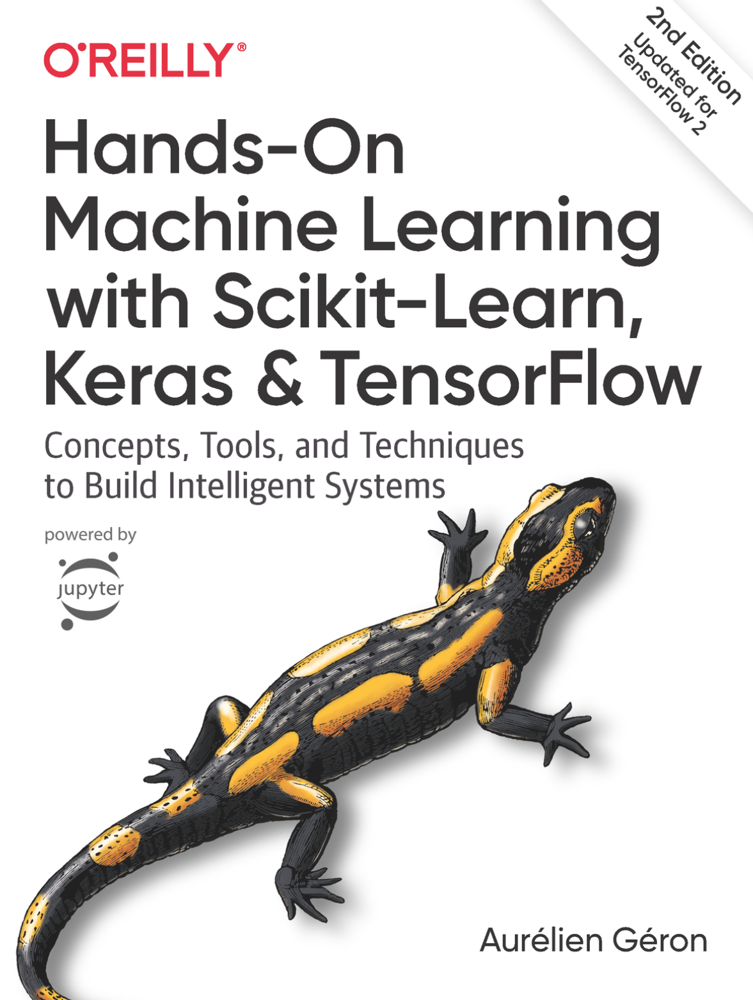 O'REILLY®
2nd Edition
Updated for
TensorFlow 2
Hands-On
Machine Learning
with Scikit-Learn,
Keras & TensorFlow
Concepts, Tools, and Techniques
to Build Intelligent Systems
powered by
jupyter
Aurélien Géron